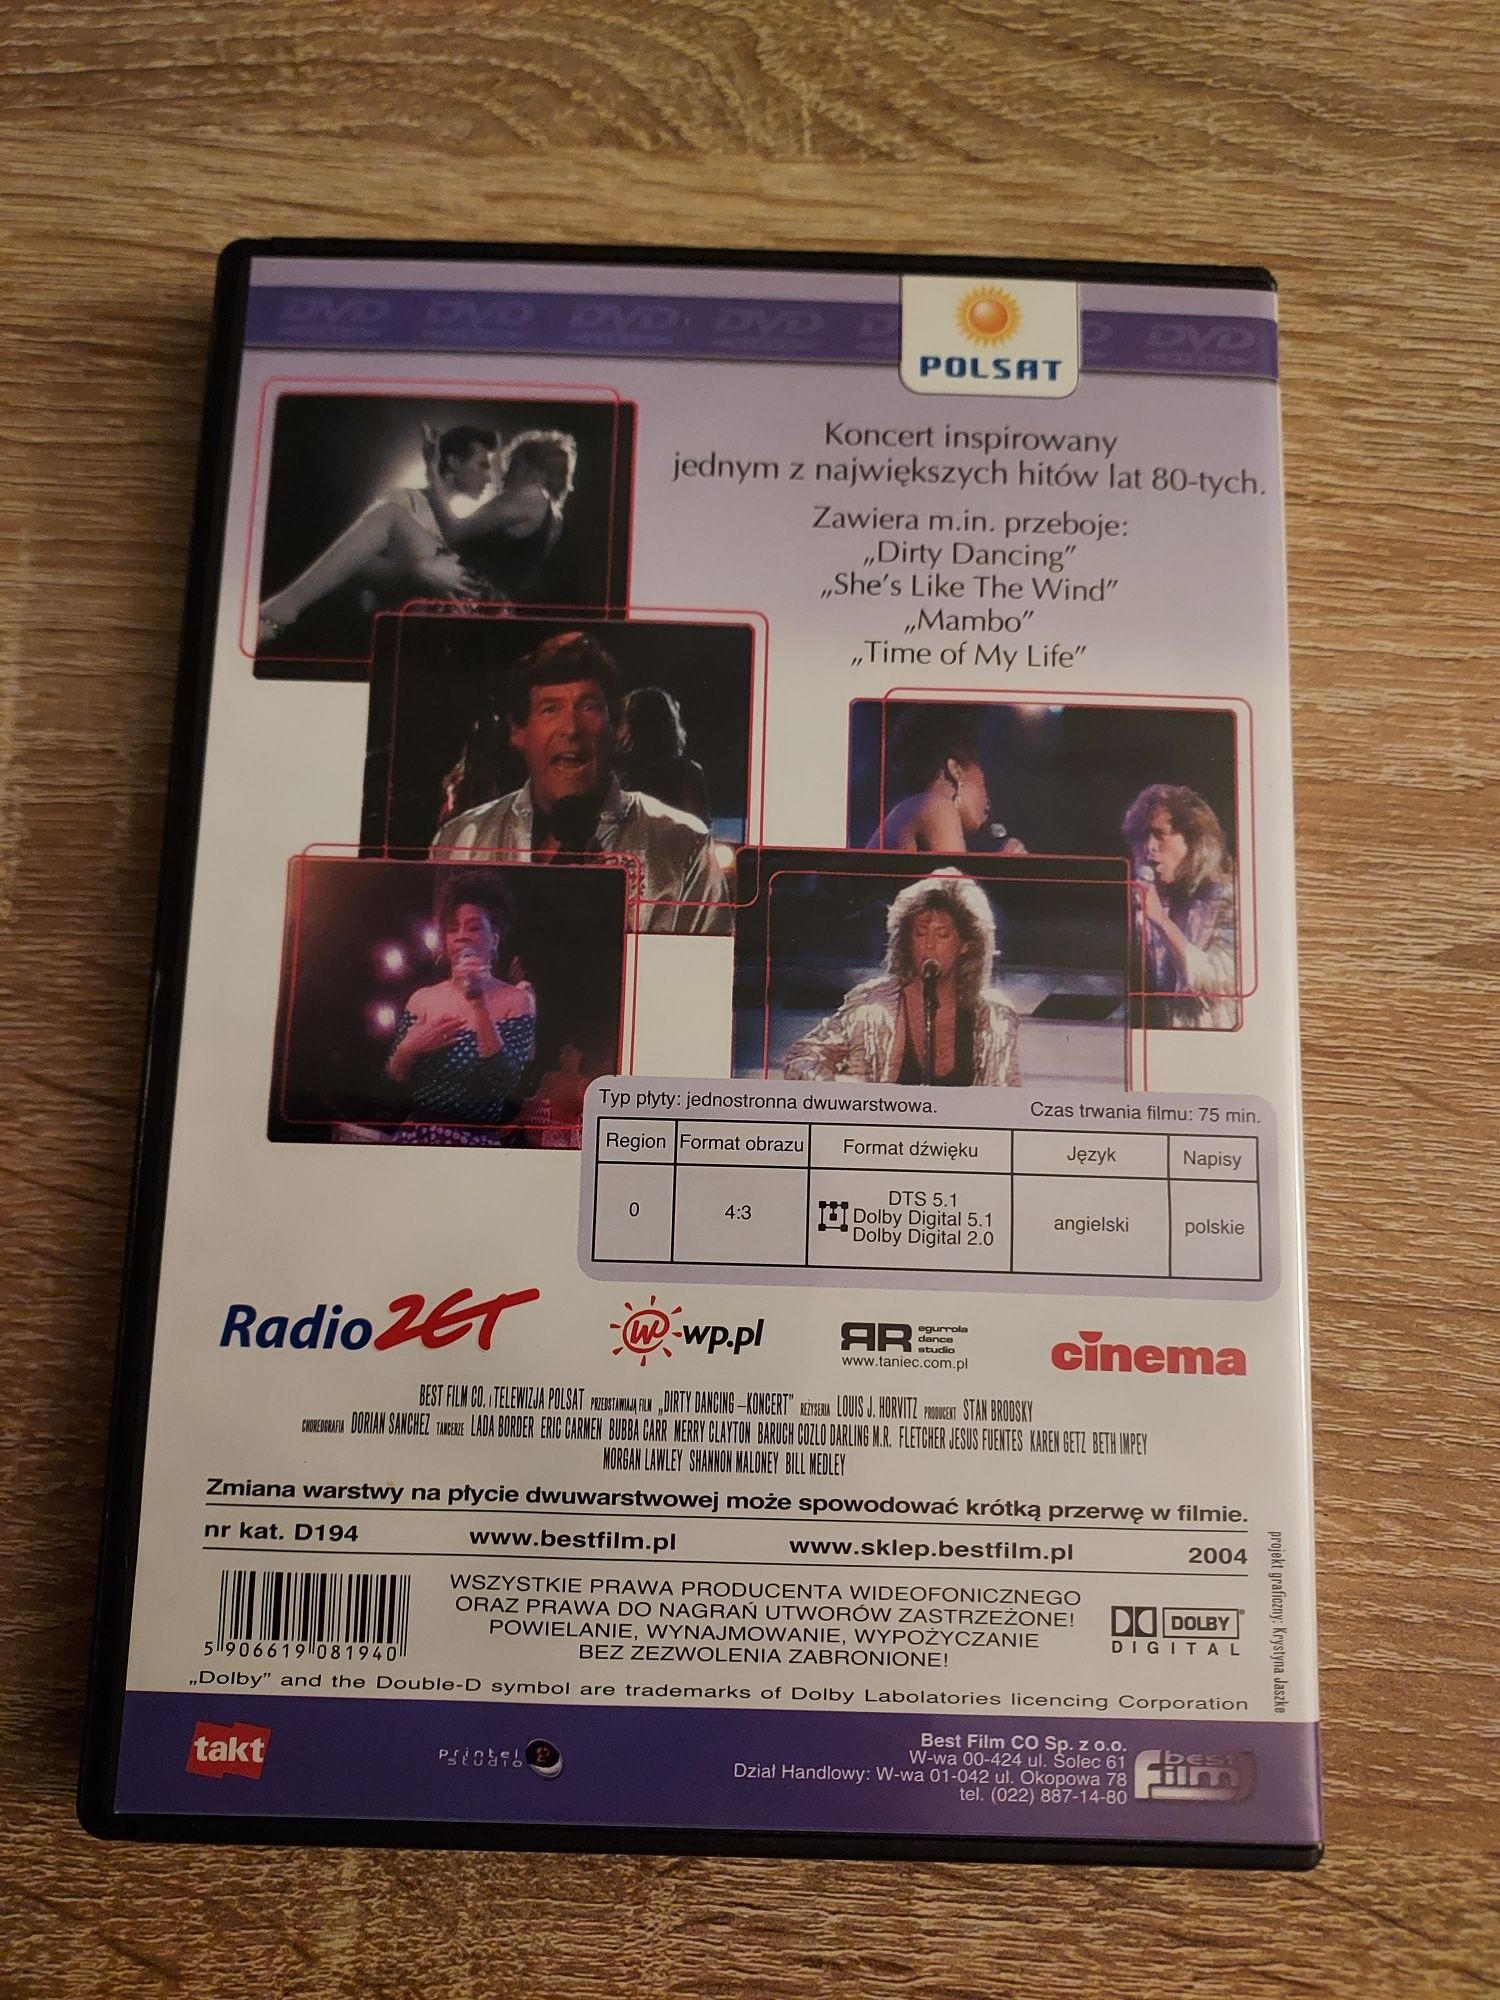 DVD DVD DVD DVD DVD
POLSAT
Koncert inspirowany
jednym z największych hitów lat 80-tych.
Zawiera m.in. przeboje:
„Dirty Dancing”
„She's Like The Wind”
„Mambo”
„Time of My Life”
Typ płyty: jednostronna dwuwarstwowa. Czas trwania filmu: 75 min.
Region Format obrazu Format dźwięku Język Napisy
0 4:3 DTS 5.1 angielski polskie
Dolby Digital 5.1
Dolby Digital 2.0
Radio ZET
wp.pl
egurrola
dance
studio
www.taniec.com.pl
cinema
BEST FILM CO. i TELEWIZJA POLSAT PRZEDSTAWIAJĄ FILM „DIRTY DANCING –KONCERT” REŻYSERIA LOUIS J. HORVITZ PRODUCENT STAN BRODSKY
CHOREOGRAFIA DORIAN SANCHEZ TANCERZE LADA BORDER ERIC CARMEN BUBBA CARR MERRY CLAYTON BARUCH COZLO DARLING M.R. FLETCHER JESUS FUENTES KAREN GETZ BETH IMPEY
MORGAN LAWLEY SHANNON MALONEY BILL MEDLEY
Zmiana warstwy na płycie dwuwarstwowej może spowodować krótką przerwę w filmie.
nr kat. D194 www.bestfilm.pl www.sklep.bestfilm.pl 2004
5 906619 081940
WSZYSTKIE PRAWA PRODUCENTA WIDEOFONICZNEGO
ORAZ PRAWA DO NAGRAŃ UTWORÓW ZASTRZEŻONE!
POWIELANIE, WYNAJMOWANIE, WYPOŻYCZANIE
BEZ ZEZWOLENIA ZABRONIONE!
DOLBY
DIGITAL
„Dolby” and the Double-D symbol are trademarks of Dolby Labolatories licencing Corporation
projekt graficzny: Krystyna Jaszke
takt
Printel
studio
Best Film CO Sp. z o.o.
W-wa 00-424 ul. Solec 61
Dział Handlowy: W-wa 01-042 ul. Okopowa 78
tel. (022) 887-14-80
best
film